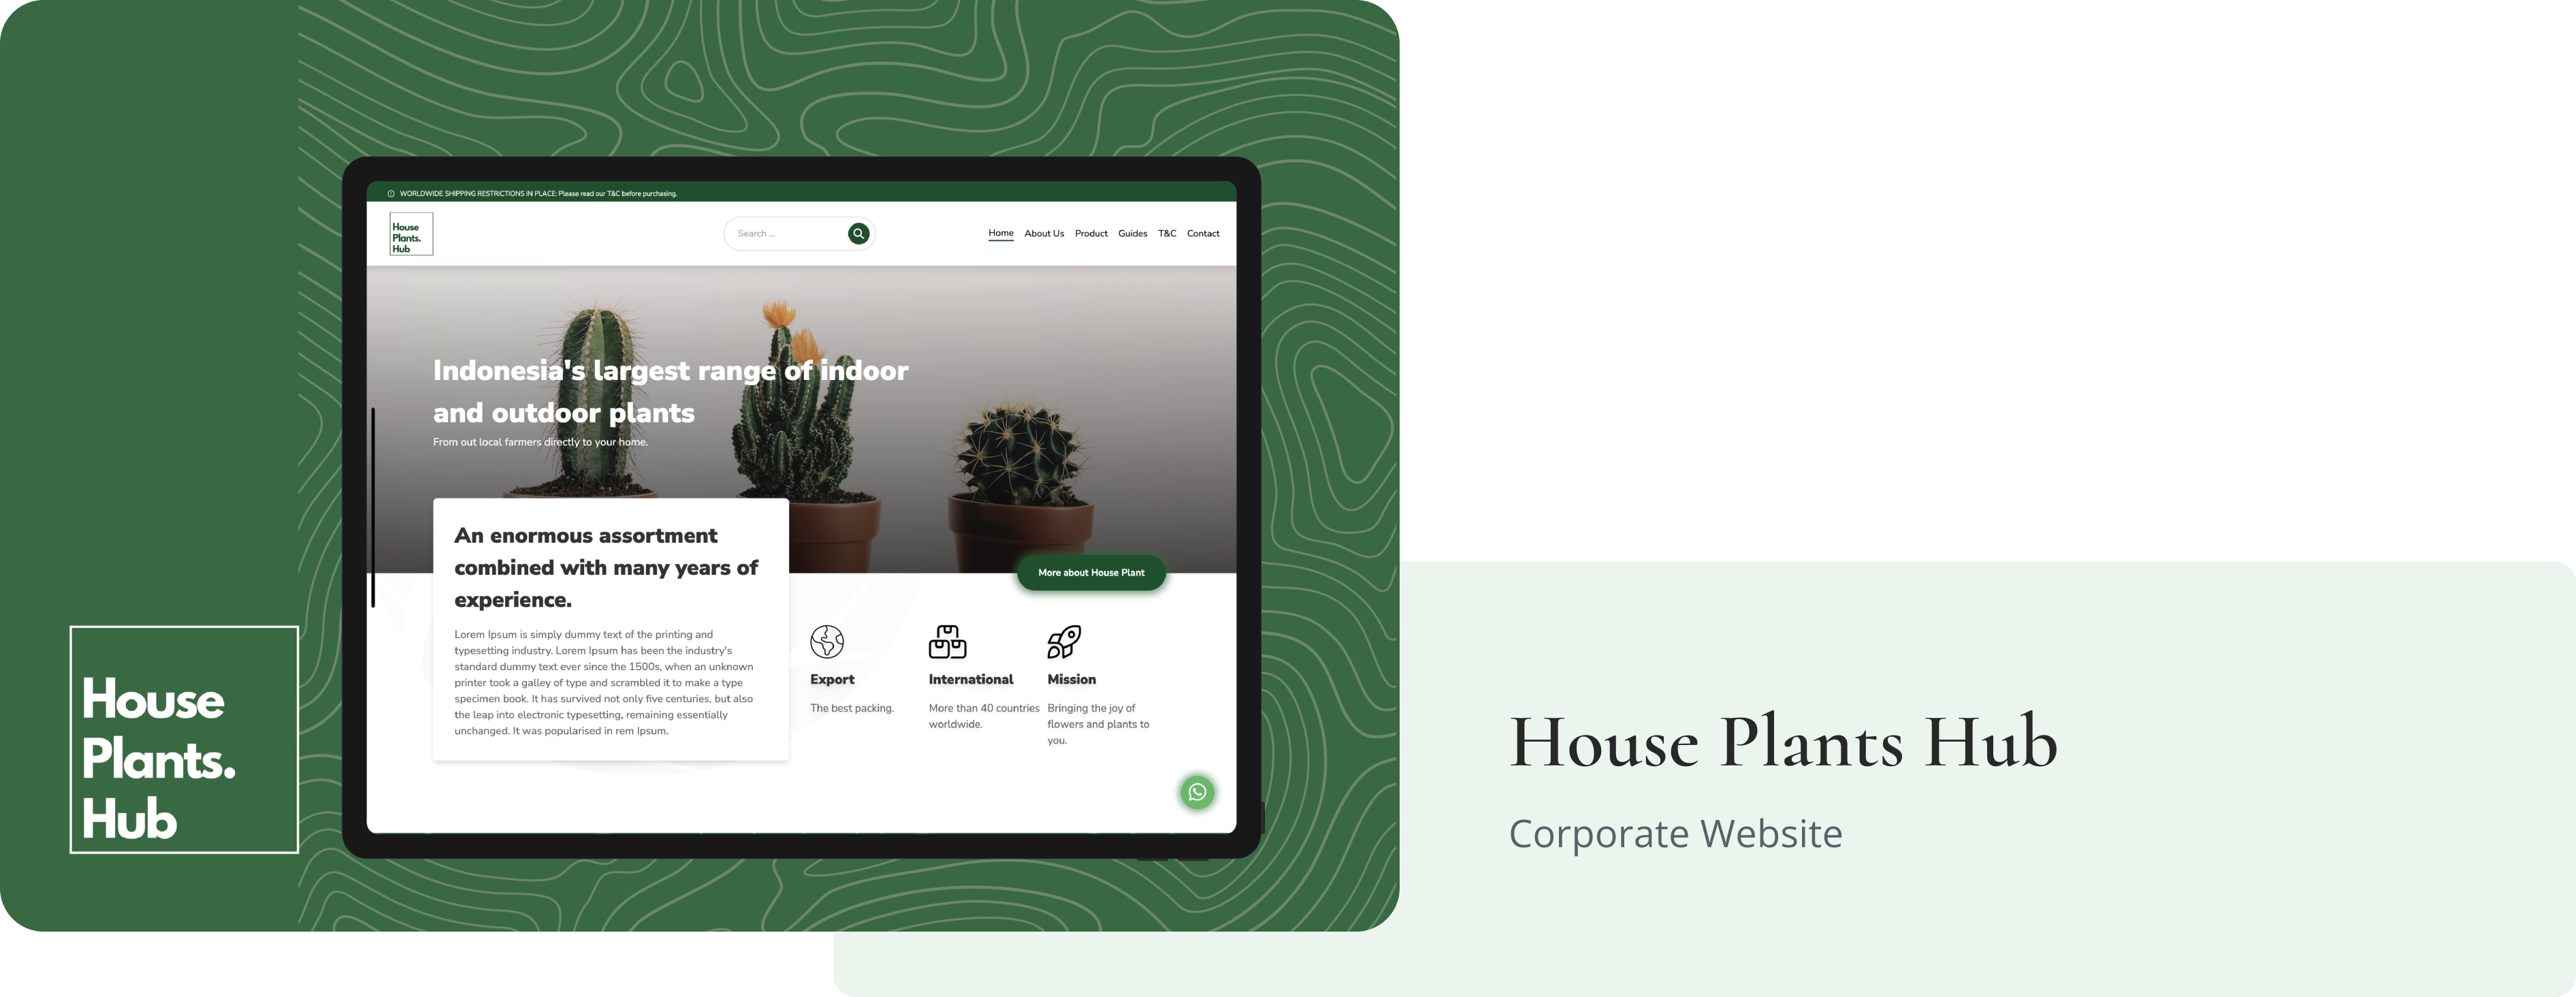 WORLDWIDE SHIPPING RESTRICTIONS IN PLACE: Please read our T&C before purchasing.
House
Plants.
Hub
Search ...
Home About Us Product Guides T&C Contact
Indonesia's largest range of indoor
and outdoor plants
From out local farmers directly to your home.
An enormous assortment
combined with many years of
experience.
Lorem Ipsum is simply dummy text of the printing and
typesetting industry. Lorem Ipsum has been the industry's
standard dummy text ever since the 1500s, when an unknown
printer took a galley of type and scrambled it to make a type
specimen book. It has survived not only five centuries, but also
the leap into electronic typesetting, remaining essentially
unchanged. It was popularised in rem Ipsum.
More about House Plant
Export
The best packing.
International
More than 40 countries
worldwide.
Mission
Bringing the joy of
flowers and plants to
you.
House
Plants.
Hub
House Plants Hub
Corporate Website